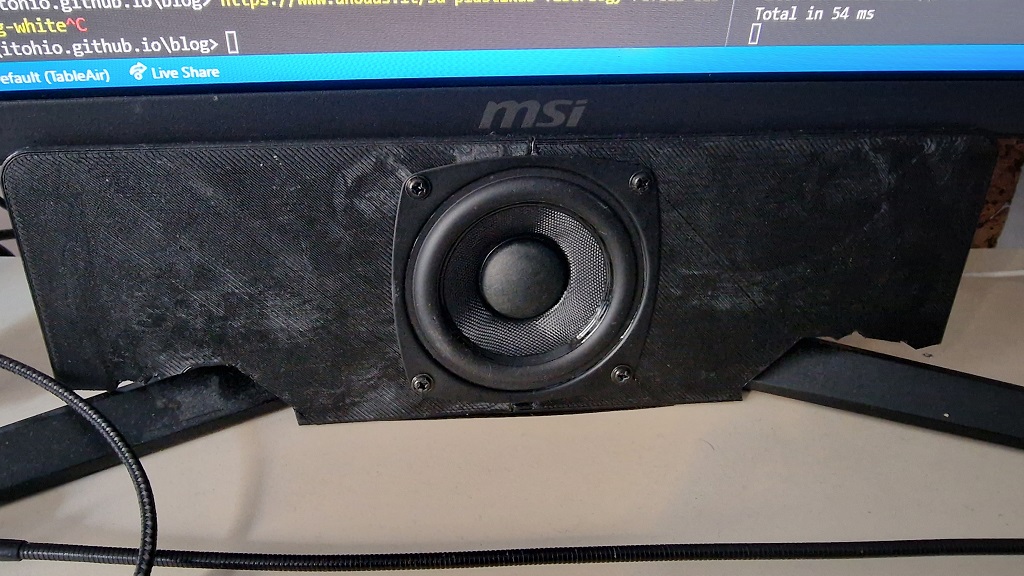 itohio.github.io\blog>
g-white^C
itohio.github.io\blog>
Total in 54 ms
efault (TableAir) Live Share
msi